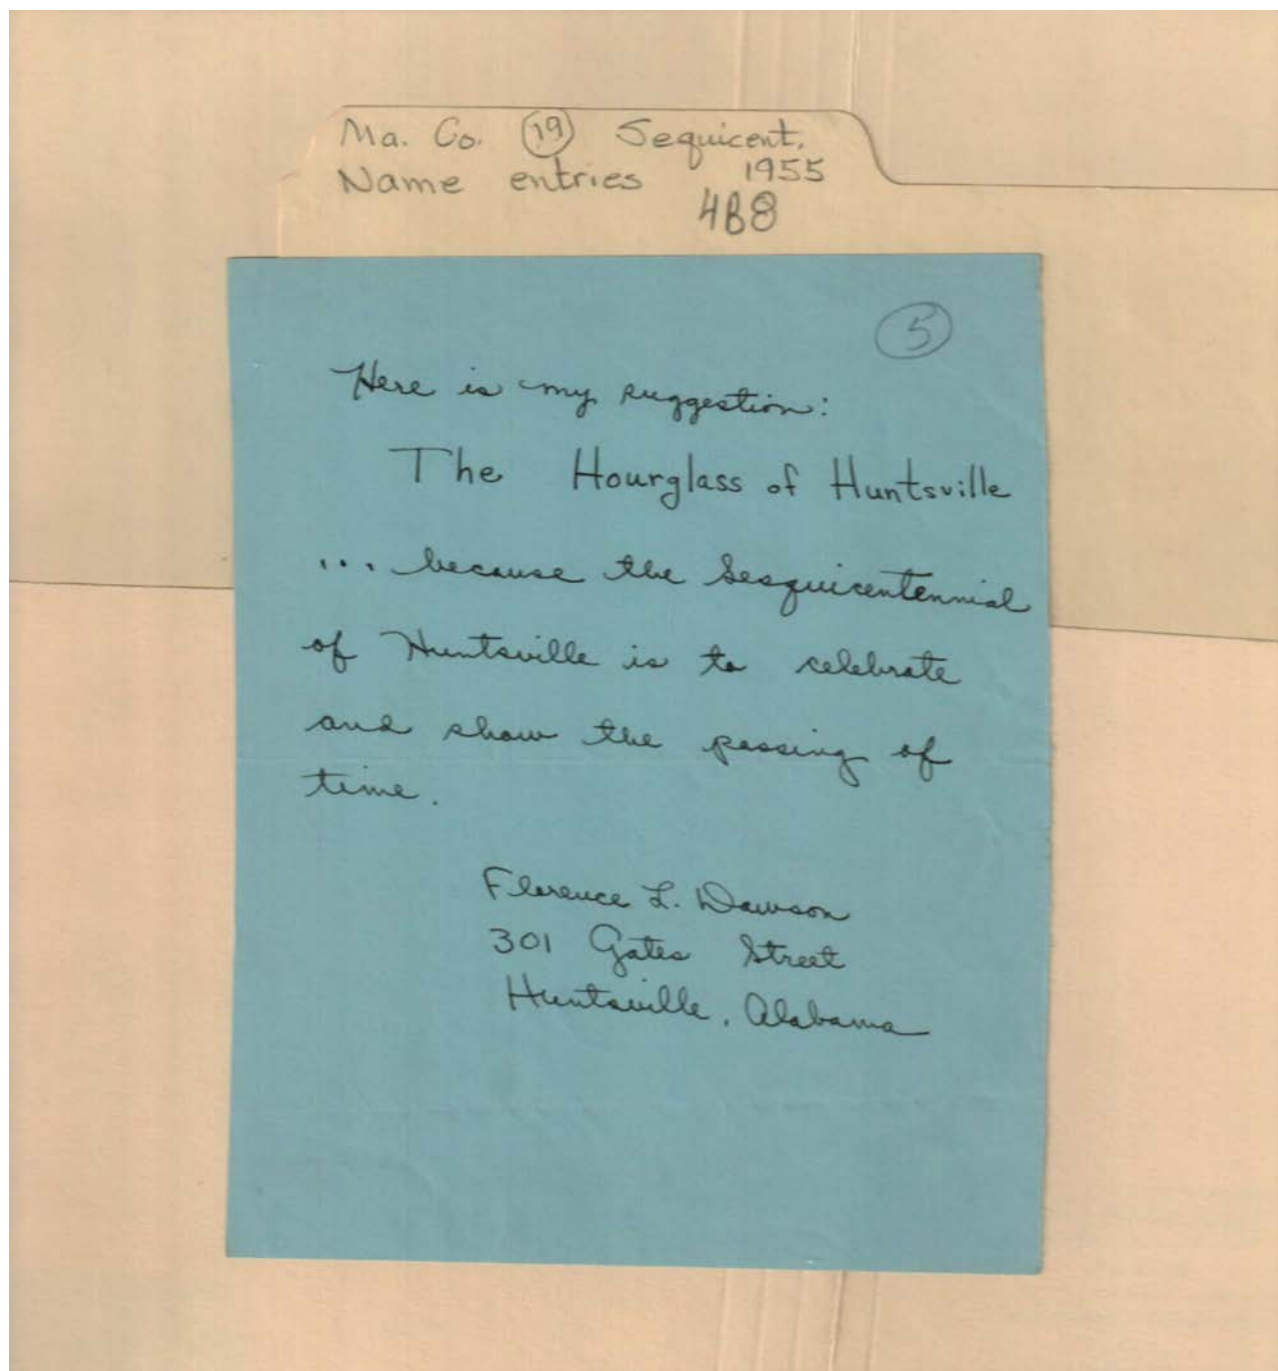 Ma. Co. 19 Sequicent.
Name entries 1955
4B8
5
Here is my suggestion:
The Hourglass of Huntsville
... because the Sesquicentennial
of Huntsville is to celebrate
and show the passing of
time.
Florence L. Dawson
301 Gates Street
Huntsville, Alabama